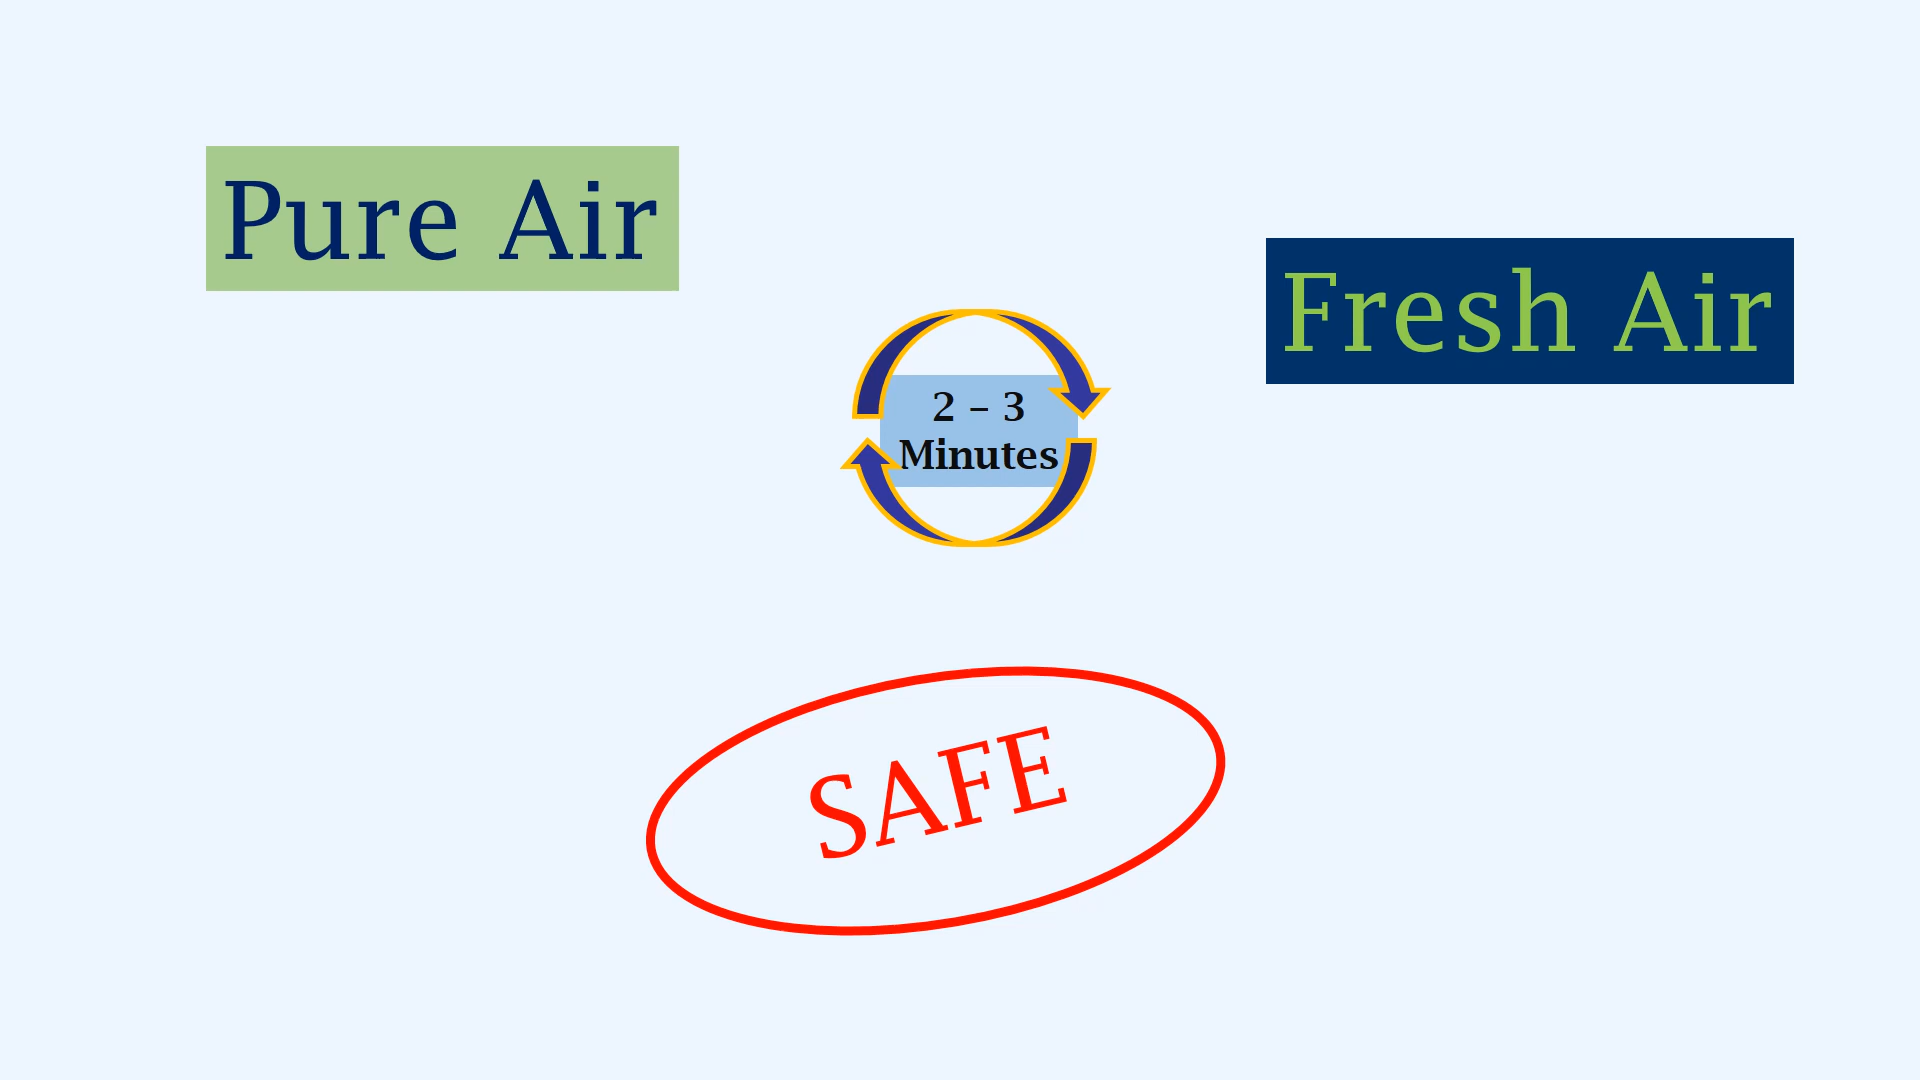 Pure Air
Fresh Air
2 – 3
Minutes
SAFE